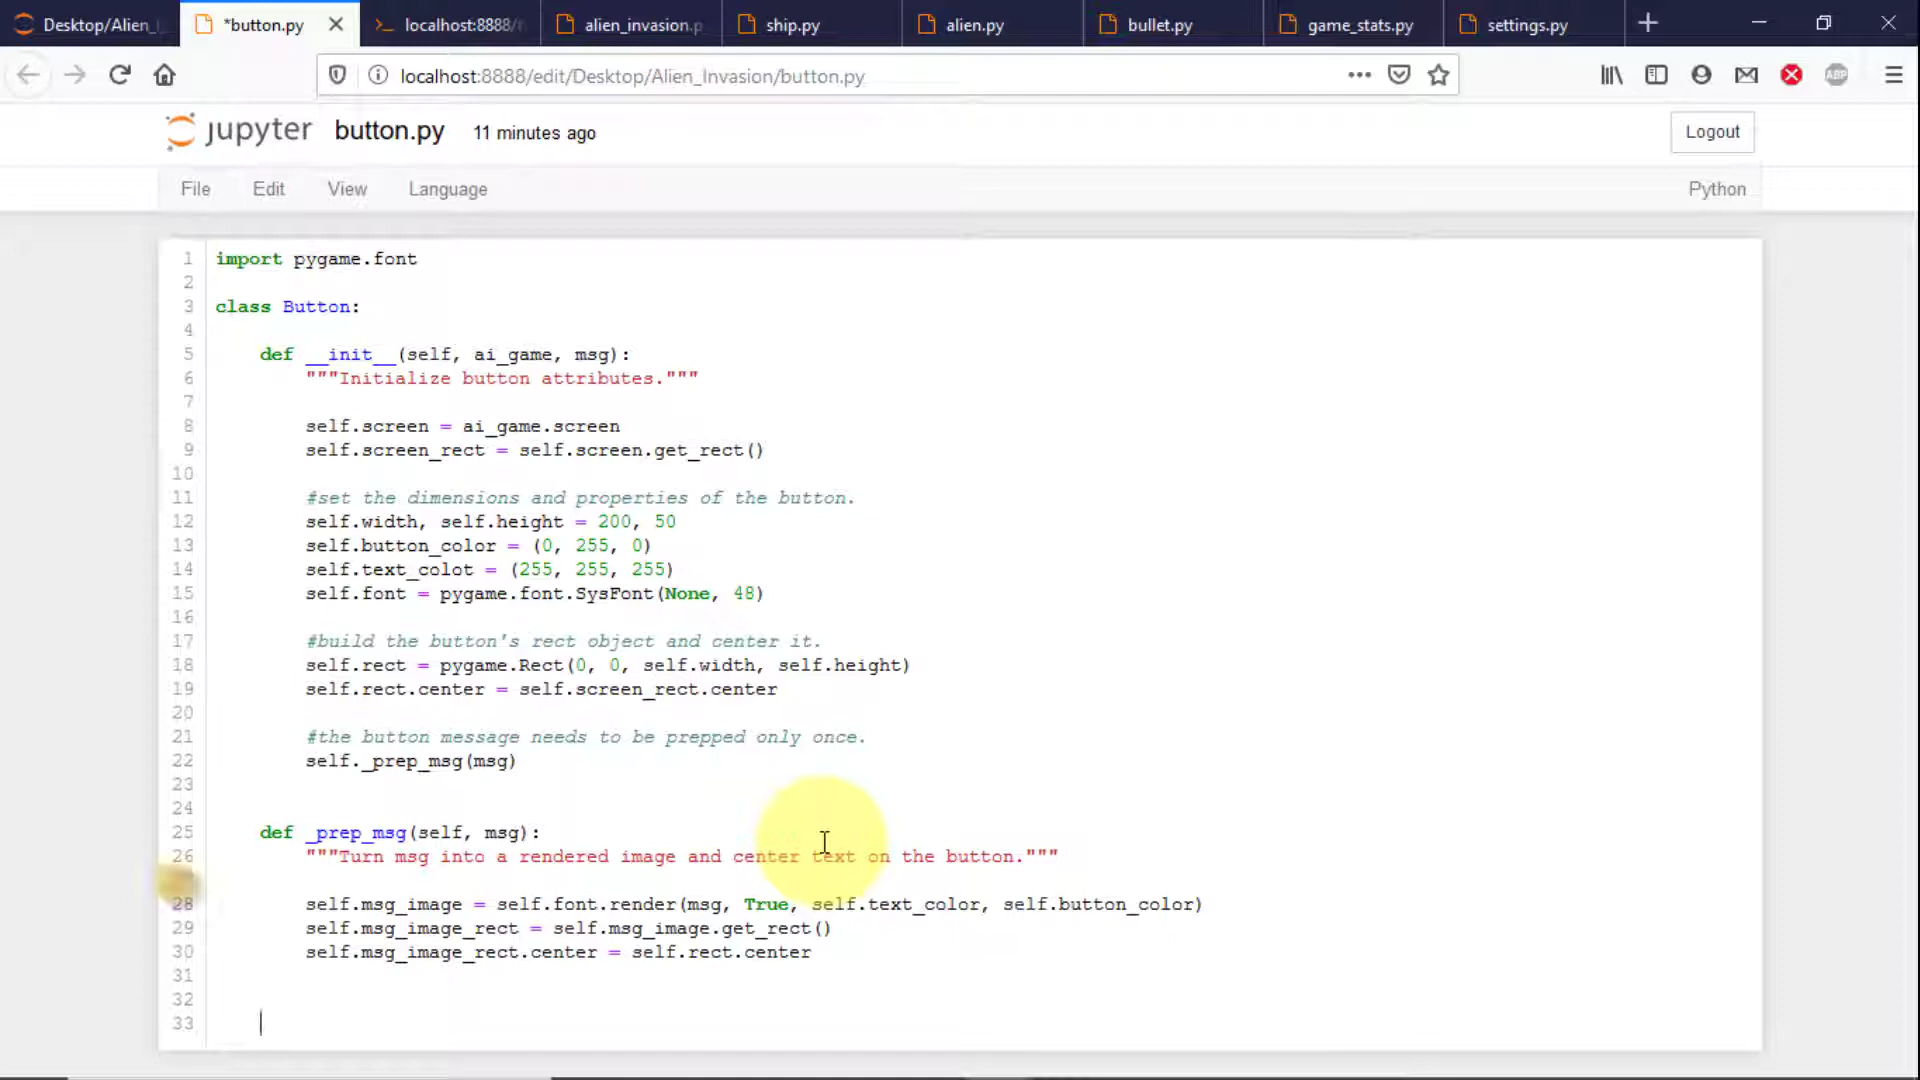 Desktop/Alien_I
*button.py
localhost:8888/
alien_invasion.p
ship.py
alien.py
bullet.py
game_stats.py
settings.py
localhost:8888/edit/Desktop/Alien_Invasion/button.py
ABP
jupyter button.py 11 minutes ago
Logout
File Edit View Language
Python
1 import pygame.font
2
3 class Button:
4
5 def __init__(self, ai_game, msg):
6 """Initialize button attributes."""
7
8 self.screen = ai_game.screen
9 self.screen_rect = self.screen.get_rect()
10
11 #set the dimensions and properties of the button.
12 self.width, self.height = 200, 50
13 self.button_color = (0, 255, 0)
14 self.text_colot = (255, 255, 255)
15 self.font = pygame.font.SysFont(None, 48)
16
17 #build the button's rect object and center it.
18 self.rect = pygame.Rect(0, 0, self.width, self.height)
19 self.rect.center = self.screen_rect.center
20
21 #the button message needs to be prepped only once.
22 self._prep_msg(msg)
23
24
25 def _prep_msg(self, msg):
26 """Turn msg into a rendered image and center text on the button."""
28 self.msg_image = self.font.render(msg, True, self.text_color, self.button_color)
29 self.msg_image_rect = self.msg_image.get_rect()
30 self.msg_image_rect.center = self.rect.center
31
32
33